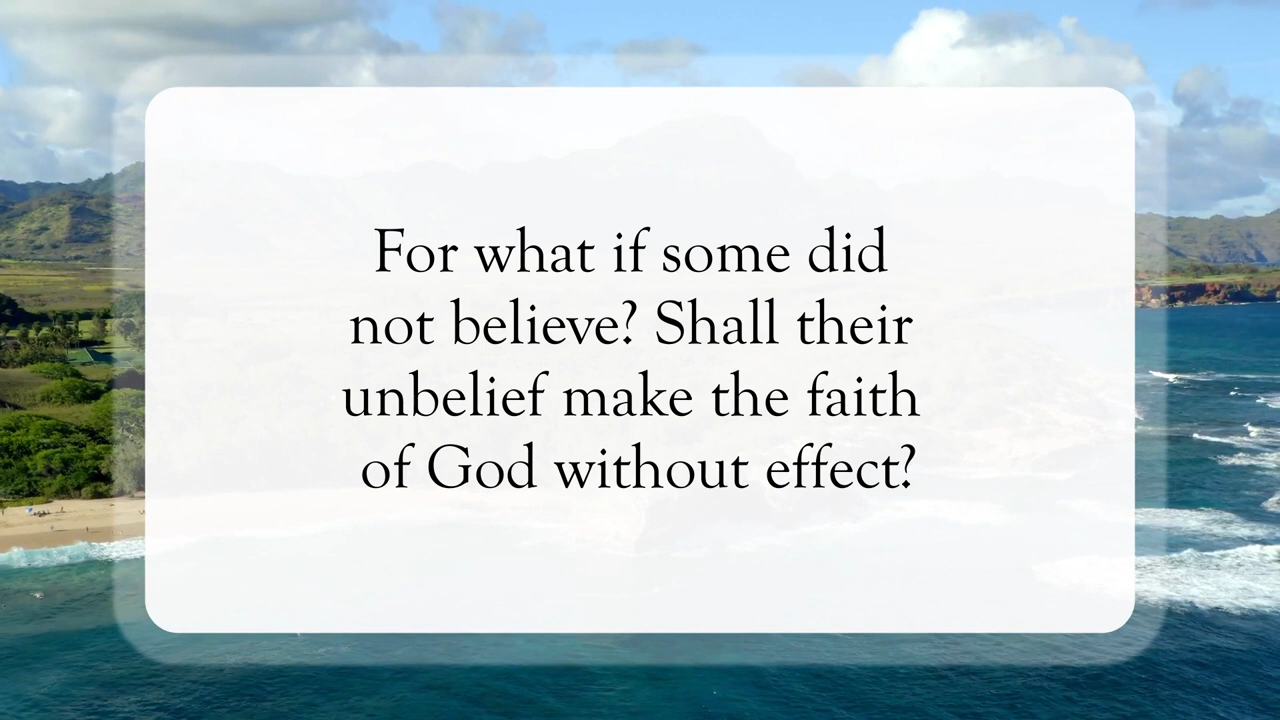 For what if some did
not believe? Shall their
unbelief make the faith
of God without effect?